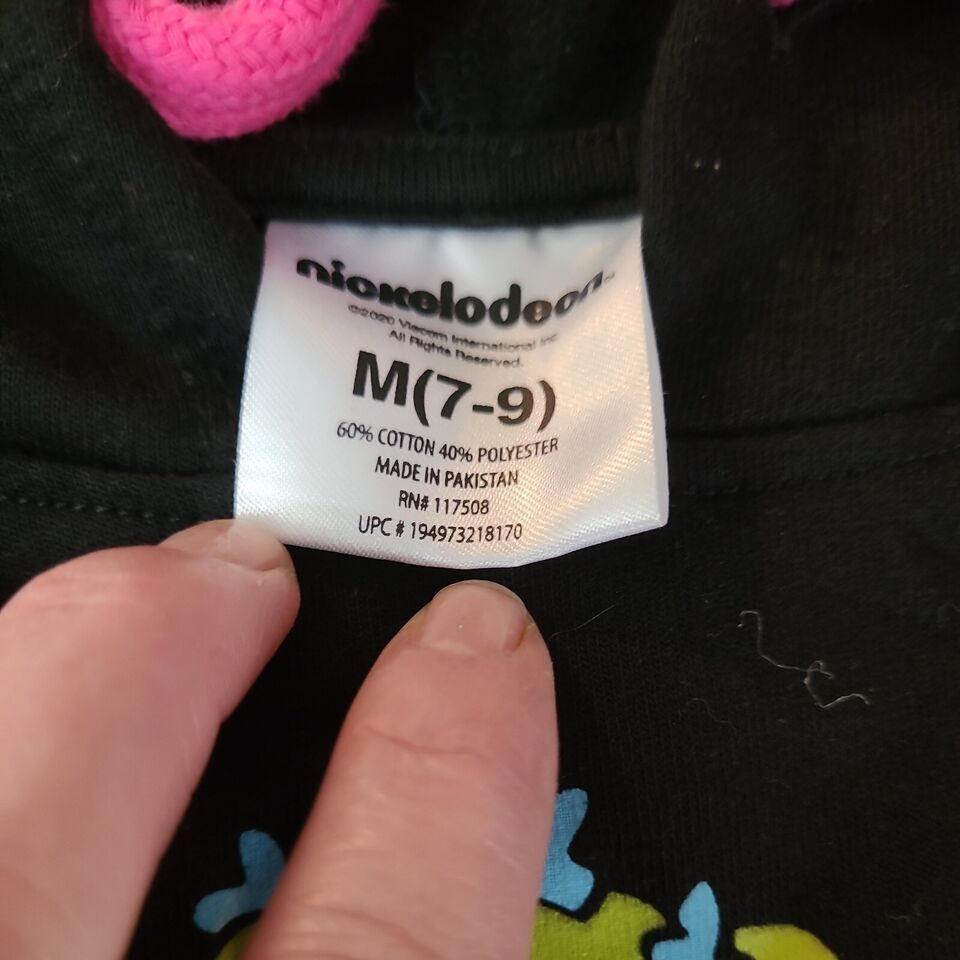 nickelodeon™
©2020 Viacom International Inc
All Rights Reserved.
M(7-9)
60% COTTON 40% POLYESTER
MADE IN PAKISTAN
RN# 117508
UPC # 194973218170